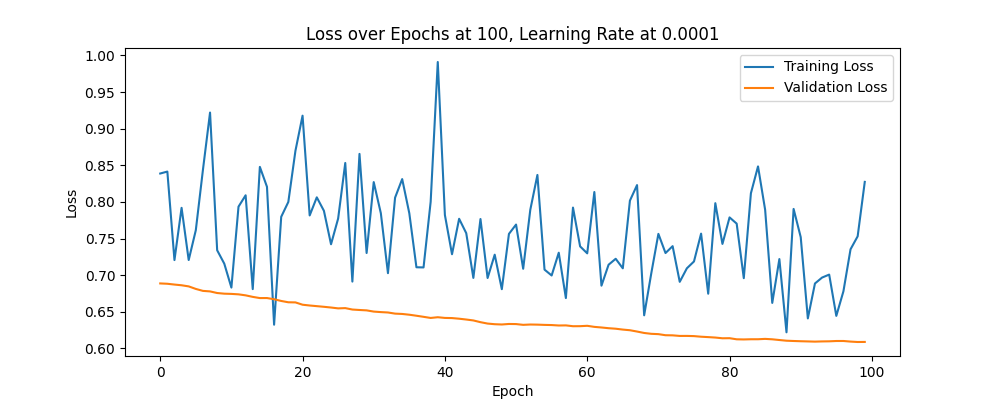 Loss over Epochs at 100, Learning Rate at 0.0001
Training Loss
Validation Loss
1.00
0.95
0.90
0.85
0.80
0.75
0.70
0.65
0.60
Loss
0 20 40 60 80 100
Epoch